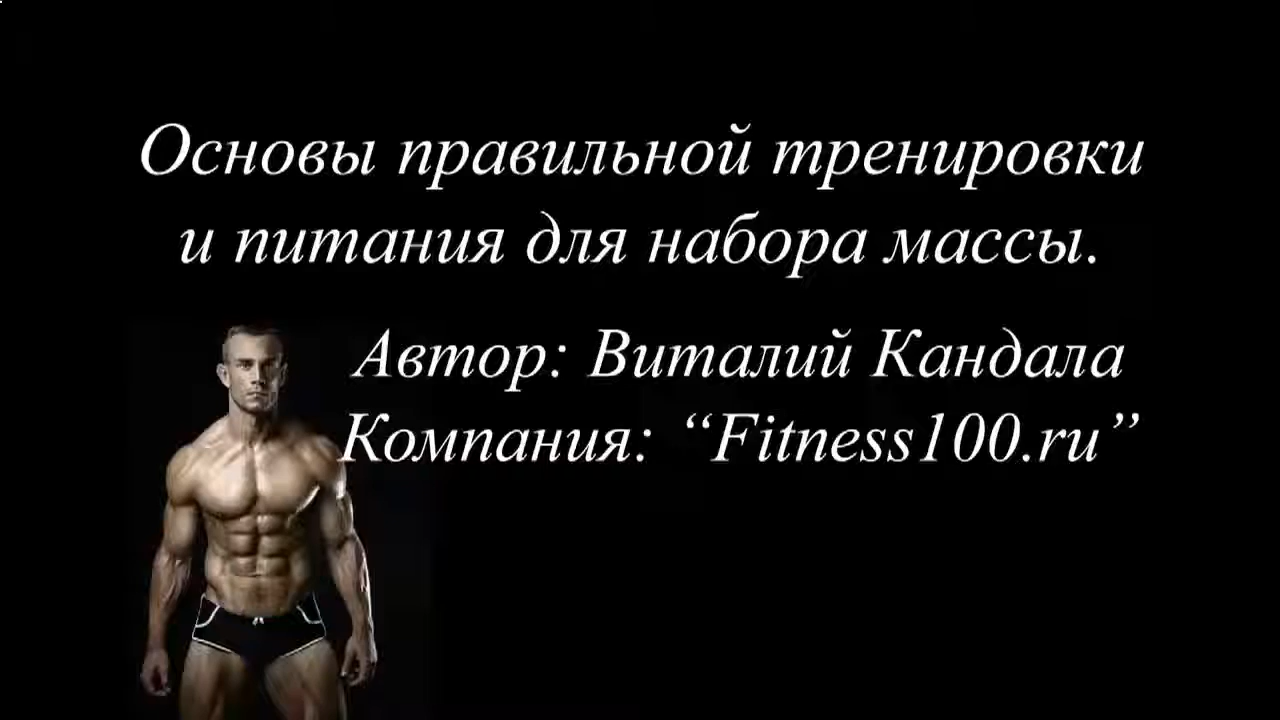 Основы правильной тренировки
и питания для набора массы.
Автор: Виталий Кандала
Компания: “Fitness100.ru”